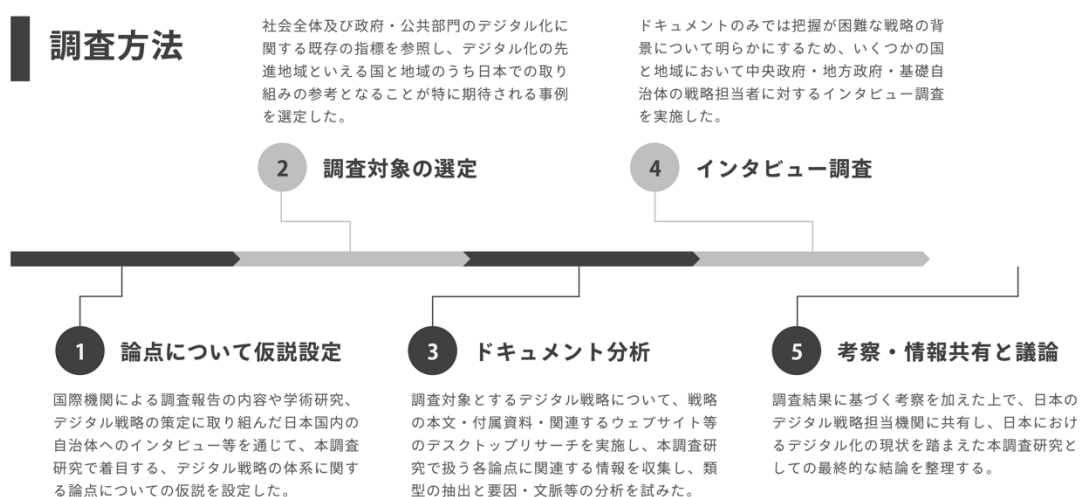 調査方法
社会全体及び政府・公共部門のデジタル化に
関する既存の指標を参照し、デジタル化の先
進地域といえる国と地域のうち日本での取り
組みの参考となることが特に期待される事例
を選定した。
2 調査対象の選定
ドキュメントのみでは把握が困難な戦略の背
景について明らかにするため、いくつかの国
と地域において中央政府・地方政府・基礎自
治体の戦略担当者に対するインタビュー調査
を実施した。
4 インタビュー調査
1 論点について仮説設定
国際機関による調査報告の内容や学術研究、
デジタル戦略の策定に取り組んだ日本国内の
自治体へのインタビュー等を通じて、本調査
研究で着目する、デジタル戦略の体系に関す
る論点についての仮説を設定した。
3 ドキュメント分析
調査対象とするデジタル戦略について、戦略
の本文・付属資料・関連するウェブサイト等
のデスクトップリサーチを実施し、本調査研
究で扱う各論点に関連する情報を収集し、類
型の抽出と要因・文脈等の分析を試みた。
5 考察・情報共有と議論
調査結果に基づく考察を加えた上で、日本の
デジタル戦略担当機関に共有し、日本におけ
るデジタル化の現状を踏まえた本調査研究と
しての最終的な結論を整理する。